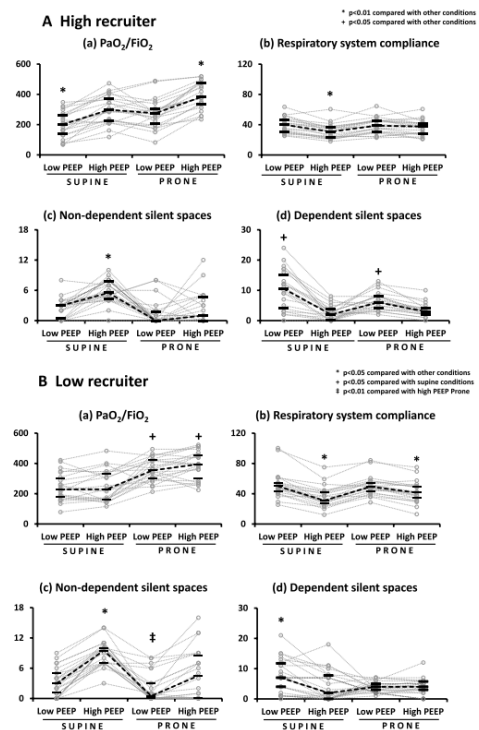 A High recruiter
* p<0.01 compared with other conditions
+ p<0.05 compared with other conditions
(a) PaO2/FiO2
(b) Respiratory system compliance
600
400
200
0
*
*
Low PEEP High PEEP Low PEEP High PEEP
SUPINE PRONE
120
80
40
0
*
Low PEEP High PEEP Low PEEP High PEEP
SUPINE PRONE
(c) Non-dependent silent spaces
(d) Dependent silent spaces
18
12
6
0
*
Low PEEP High PEEP Low PEEP High PEEP
SUPINE PRONE
30
20
10
0
+
+
Low PEEP High PEEP Low PEEP High PEEP
SUPINE PRONE
B Low recruiter
* p<0.05 compared with other conditions
+ p<0.05 compared with supine conditions
‡ p<0.01 compared with high PEEP Prone
(a) PaO2/FiO2
(b) Respiratory system compliance
600
400
200
0
+
+
Low PEEP High PEEP Low PEEP High PEEP
SUPINE PRONE
120
80
40
0
*
*
Low PEEP High PEEP Low PEEP High PEEP
SUPINE PRONE
(c) Non-dependent silent spaces
(d) Dependent silent spaces
18
12
6
0
*
‡
Low PEEP High PEEP Low PEEP High PEEP
SUPINE PRONE
30
20
10
0
*
Low PEEP High PEEP Low PEEP High PEEP
SUPINE PRONE